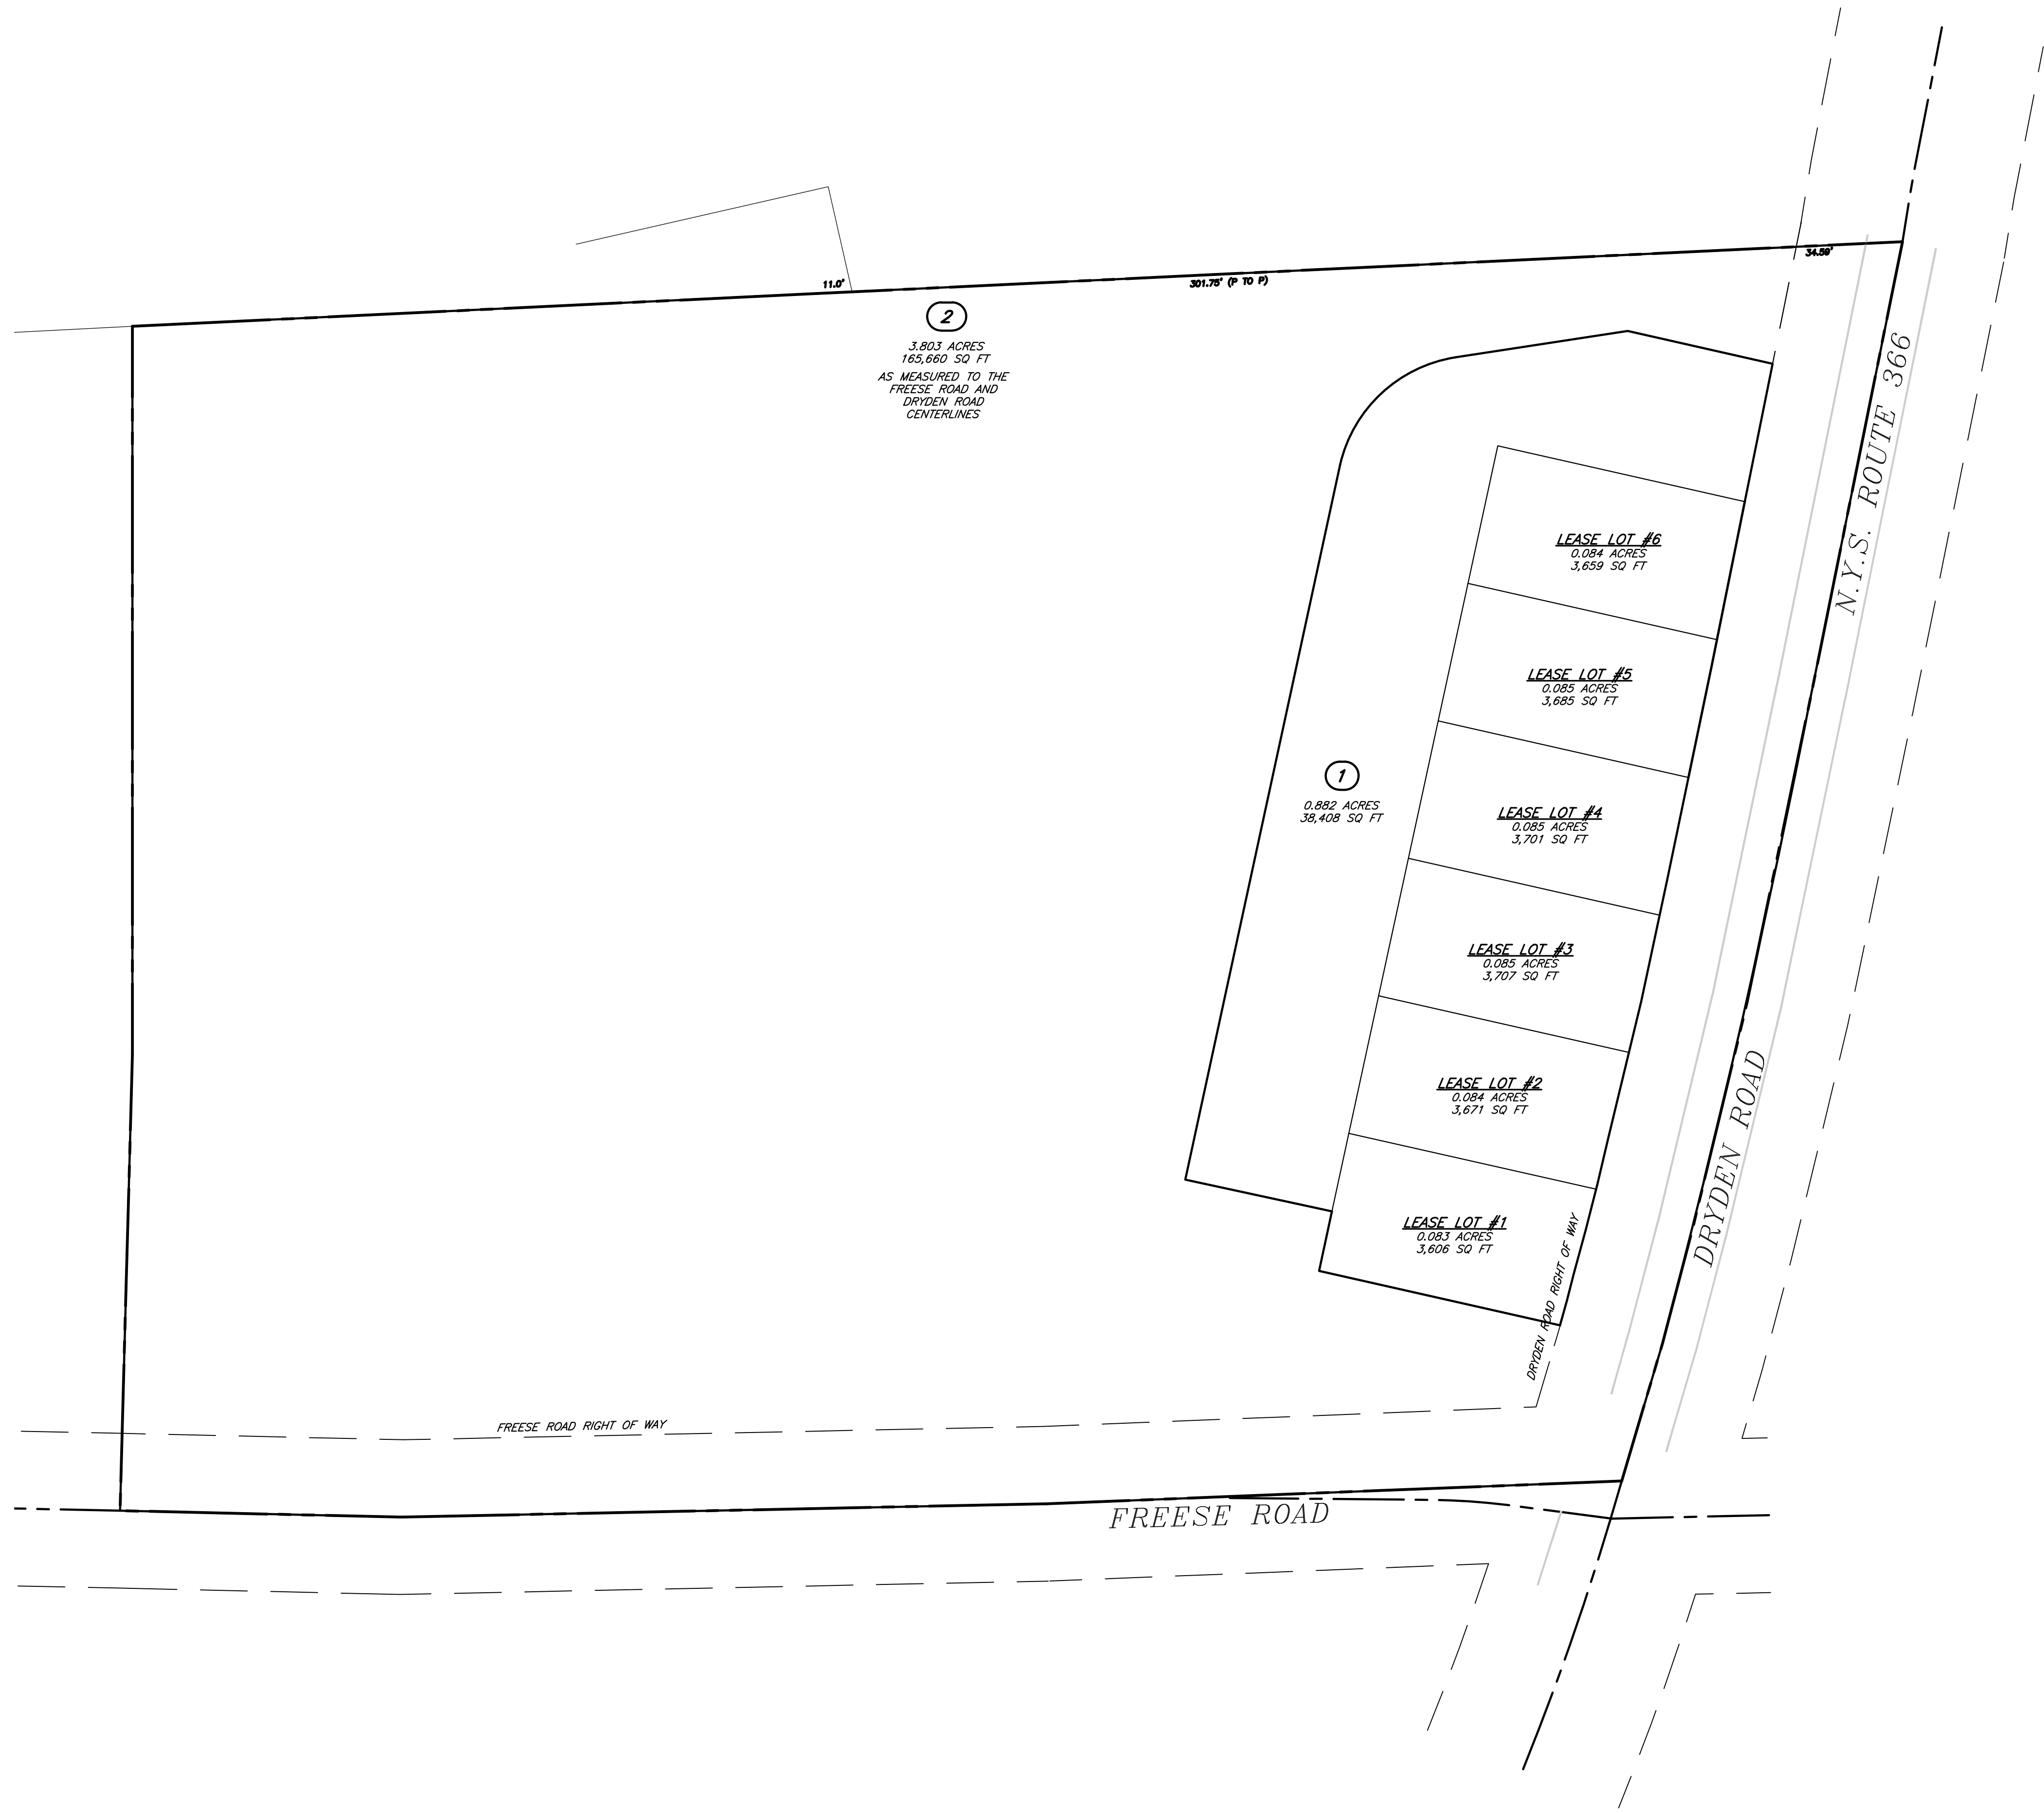 34.59'
11.0'
301.75' (P TO P)
2
3.803 ACRES
165,660 SQ FT
AS MEASURED TO THE
FREESE ROAD AND
DRYDEN ROAD
CENTERLINES
N.Y.S. ROUTE 366
LEASE LOT #6
0.084 ACRES
3,659 SQ FT
LEASE LOT #5
0.085 ACRES
3,685 SQ FT
1
0.882 ACRES
38,408 SQ FT
LEASE LOT #4
0.085 ACRES
3,701 SQ FT
LEASE LOT #3
0.085 ACRES
3,707 SQ FT
LEASE LOT #2
0.084 ACRES
3,671 SQ FT
DRYDEN ROAD
LEASE LOT #1
0.083 ACRES
3,606 SQ FT
DRYDEN ROAD RIGHT OF WAY
FREESE ROAD RIGHT OF WAY
FREESE ROAD